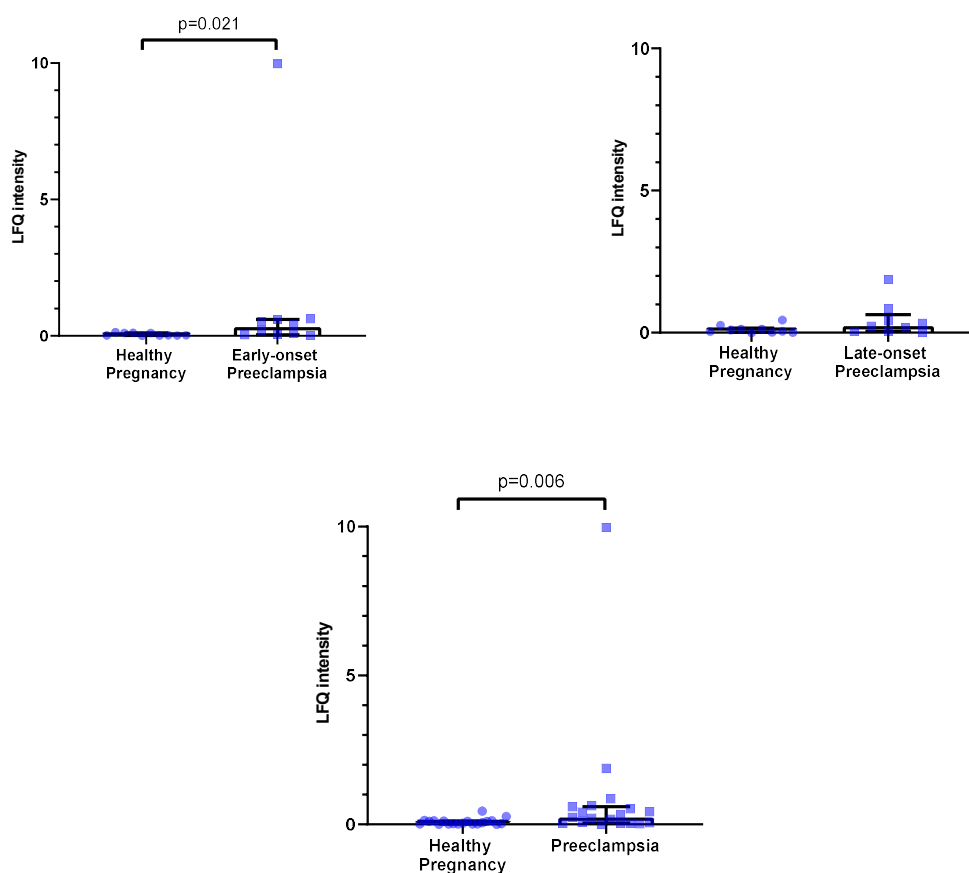 p=0.021
10
5
0
LFQ intensity
Healthy
Pregnancy
Early-onset
Preeclampsia
10
5
0
LFQ intensity
Healthy
Pregnancy
Late-onset
Preeclampsia
p=0.006
10
5
0
LFQ intensity
Healthy
Pregnancy
Preeclampsia